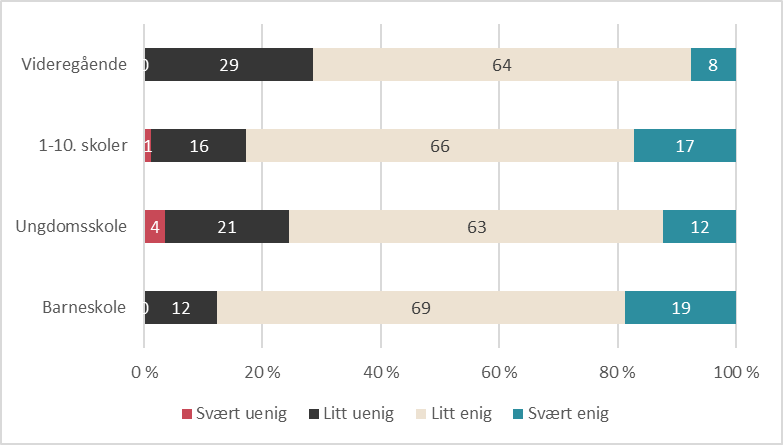 Videregående 0 29 64 8
1-10. skoler 1 16 66 17
Ungdomsskole 4 21 63 12
Barneskole 0 12 69 19
0 % 20 % 40 % 60 % 80 % 100 %
Svært uenig Litt uenig Litt enig Svært enig